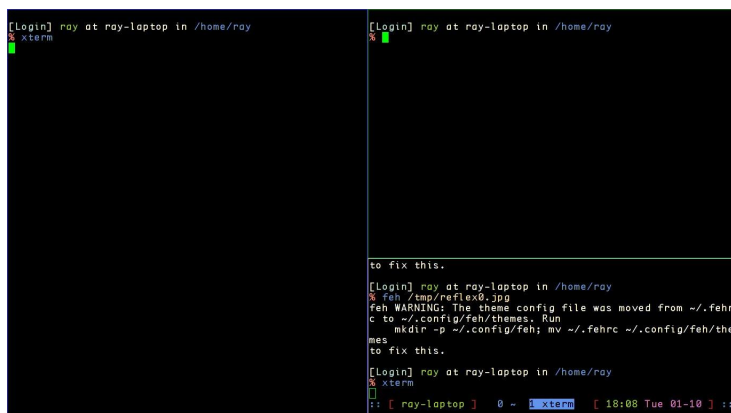 [Login] ray at ray-laptop in /home/ray
% xterm
[Login] ray at ray-laptop in /home/ray
%
to fix this.
[Login] ray at ray-laptop in /home/ray
% feh /tmp/reflex0.jpg
feh WARNING: The theme config file was moved from ~/.fehr
c to ~/.config/feh/themes. Run
mkdir -p ~/.config/feh; mv ~/.fehrc ~/.config/feh/the
mes
to fix this.
[Login] ray at ray-laptop in /home/ray
% xterm
:: [ ray-laptop ] 0 ~ 1 xterm [ 18:08 Tue 01-10 ] ::